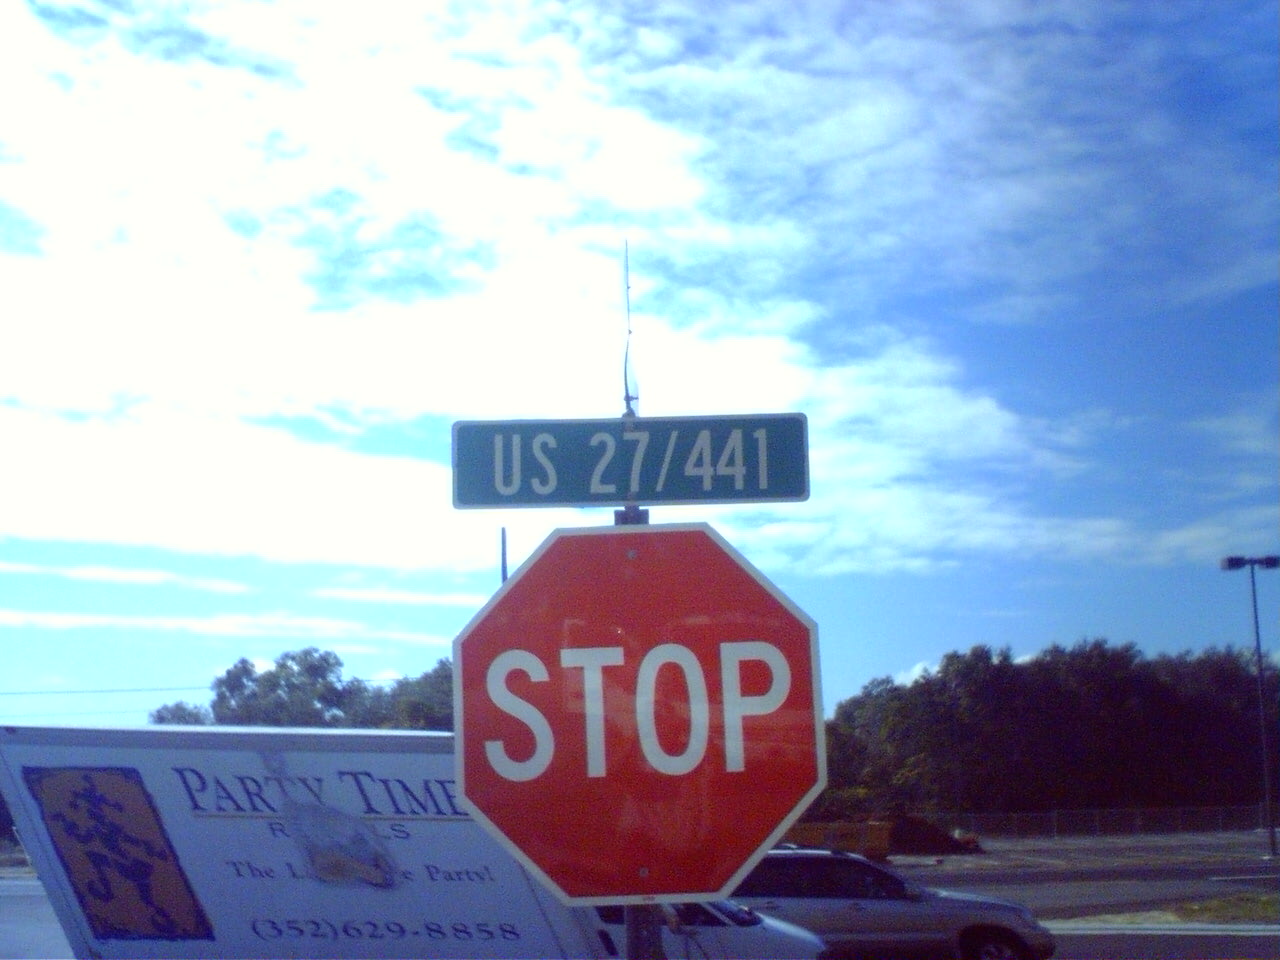 US 27/441
STOP
PARTY TIME
The Party!
(352)629-8858